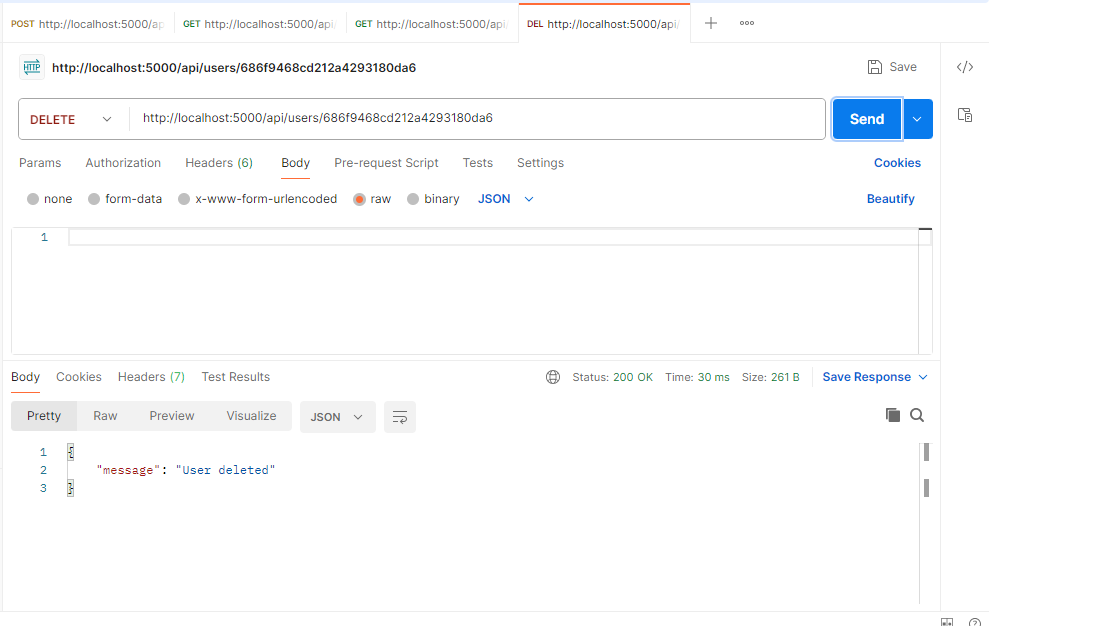 POST http://localhost:5000/ap GET http://localhost:5000/api/ GET http://localhost:5000/api/ DEL http://localhost:5000/api/
HTTP http://localhost:5000/api/users/686f9468cd212a4293180da6 Save </>
DELETE http://localhost:5000/api/users/686f9468cd212a4293180da6 Send
Params Authorization Headers (6) Body Pre-request Script Tests Settings Cookies
none form-data x-www-form-urlencoded raw binary JSON Beautify
1
Body Cookies Headers (7) Test Results Status: 200 OK Time: 30 ms Size: 261 B Save Response
Pretty Raw Preview Visualize JSON
1 {
2 "message": "User deleted"
3 }